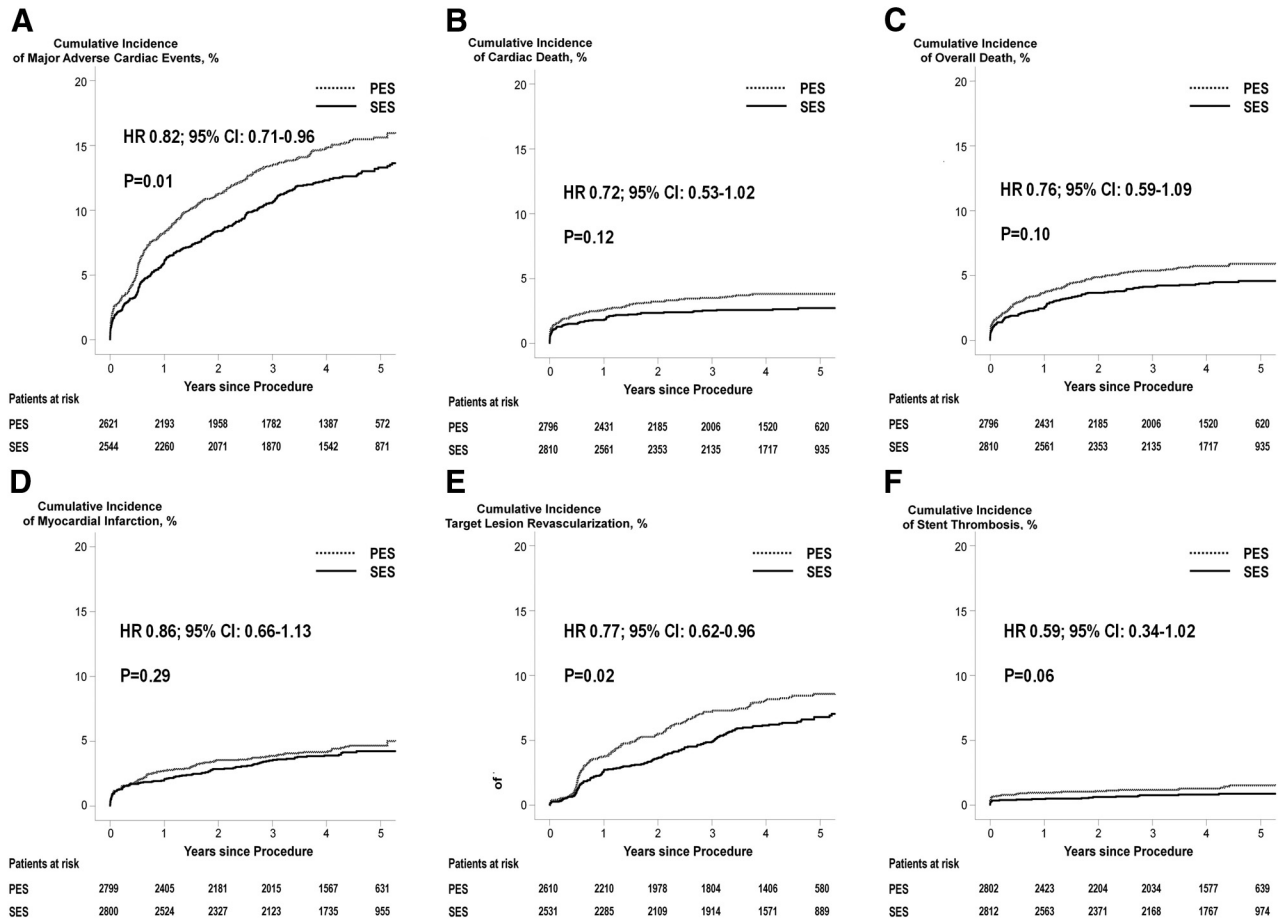 A
Cumulative Incidence
of Major Adverse Cardiac Events, %
20
15
10
5
0
PES
SES
HR 0.82; 95% CI: 0.71-0.96
P=0.01
0 1 2 3 4 5
Years since Procedure
Patients at risk
PES 2621 2193 1958 1782 1387 572
SES 2544 2260 2071 1870 1542 871
B
Cumulative Incidence
of Cardiac Death, %
20
15
10
5
0
PES
SES
HR 0.72; 95% CI: 0.53-1.02
P=0.12
0 1 2 3 4 5
Years since Procedure
Patients at risk
PES 2796 2431 2185 2006 1520 620
SES 2810 2561 2353 2135 1717 935
C
Cumulative Incidence
of Overall Death, %
20
15
10
5
0
PES
SES
HR 0.76; 95% CI: 0.59-1.09
P=0.10
0 1 2 3 4 5
Years since Procedure
Patients at risk
PES 2796 2431 2185 2006 1520 620
SES 2810 2561 2353 2135 1717 935
D
Cumulative Incidence
of Myocardial Infarction, %
20
15
10
5
0
PES
SES
HR 0.86; 95% CI: 0.66-1.13
P=0.29
0 1 2 3 4 5
Years since Procedure
Patients at risk
PES 2799 2405 2181 2015 1567 631
SES 2800 2524 2327 2123 1735 955
E
Cumulative Incidence
Target Lesion Revascularization, %
20
15
10
5
0
of
PES
SES
HR 0.77; 95% CI: 0.62-0.96
P=0.02
0 1 2 3 4 5
Years since Procedure
Patients at risk
PES 2610 2210 1978 1804 1406 580
SES 2531 2285 2109 1914 1571 889
F
Cumulative Incidence
of Stent Thrombosis, %
20
15
10
5
0
PES
SES
HR 0.59; 95% CI: 0.34-1.02
P=0.06
0 1 2 3 4 5
Years since Procedure
Patients at risk
PES 2802 2423 2204 2034 1577 639
SES 2812 2563 2371 2168 1767 974